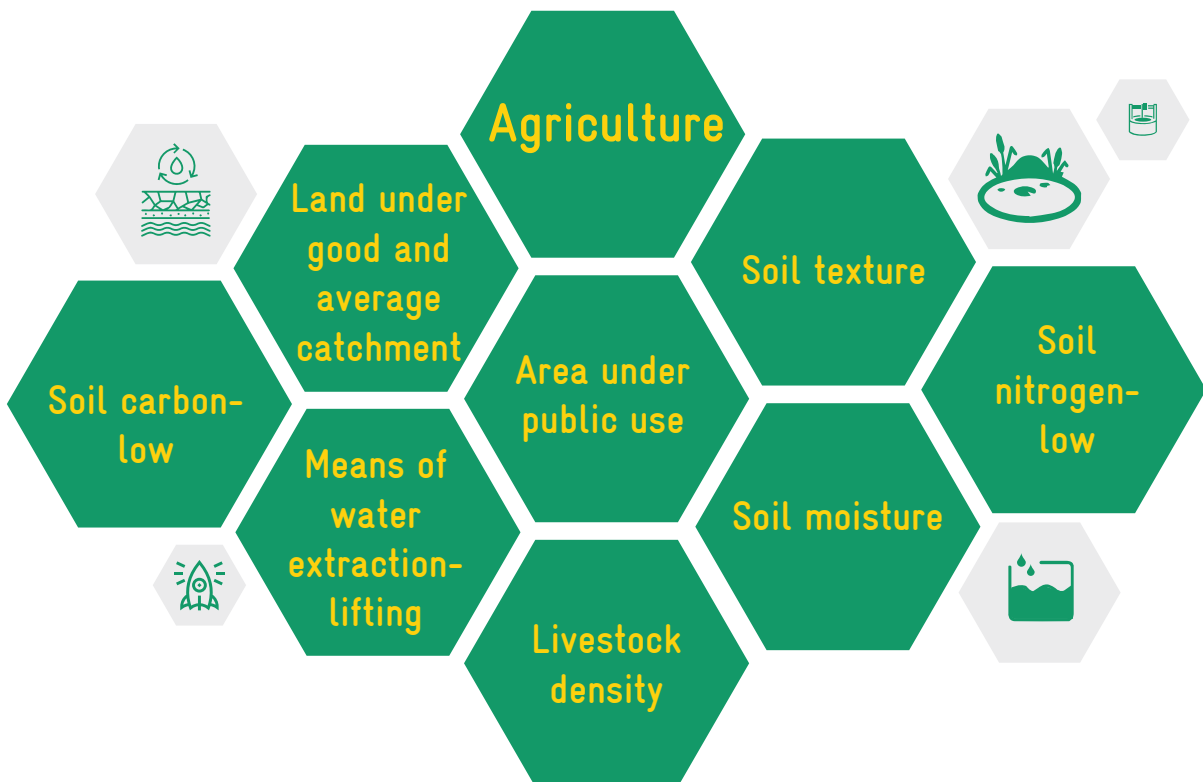 Agriculture
Land under
good and
average
catchment
Soil texture
Soil carbon-
low
Area under
public use
Soil
nitrogen-
low
Means of
water
extraction-
lifting
Soil moisture
Livestock
density